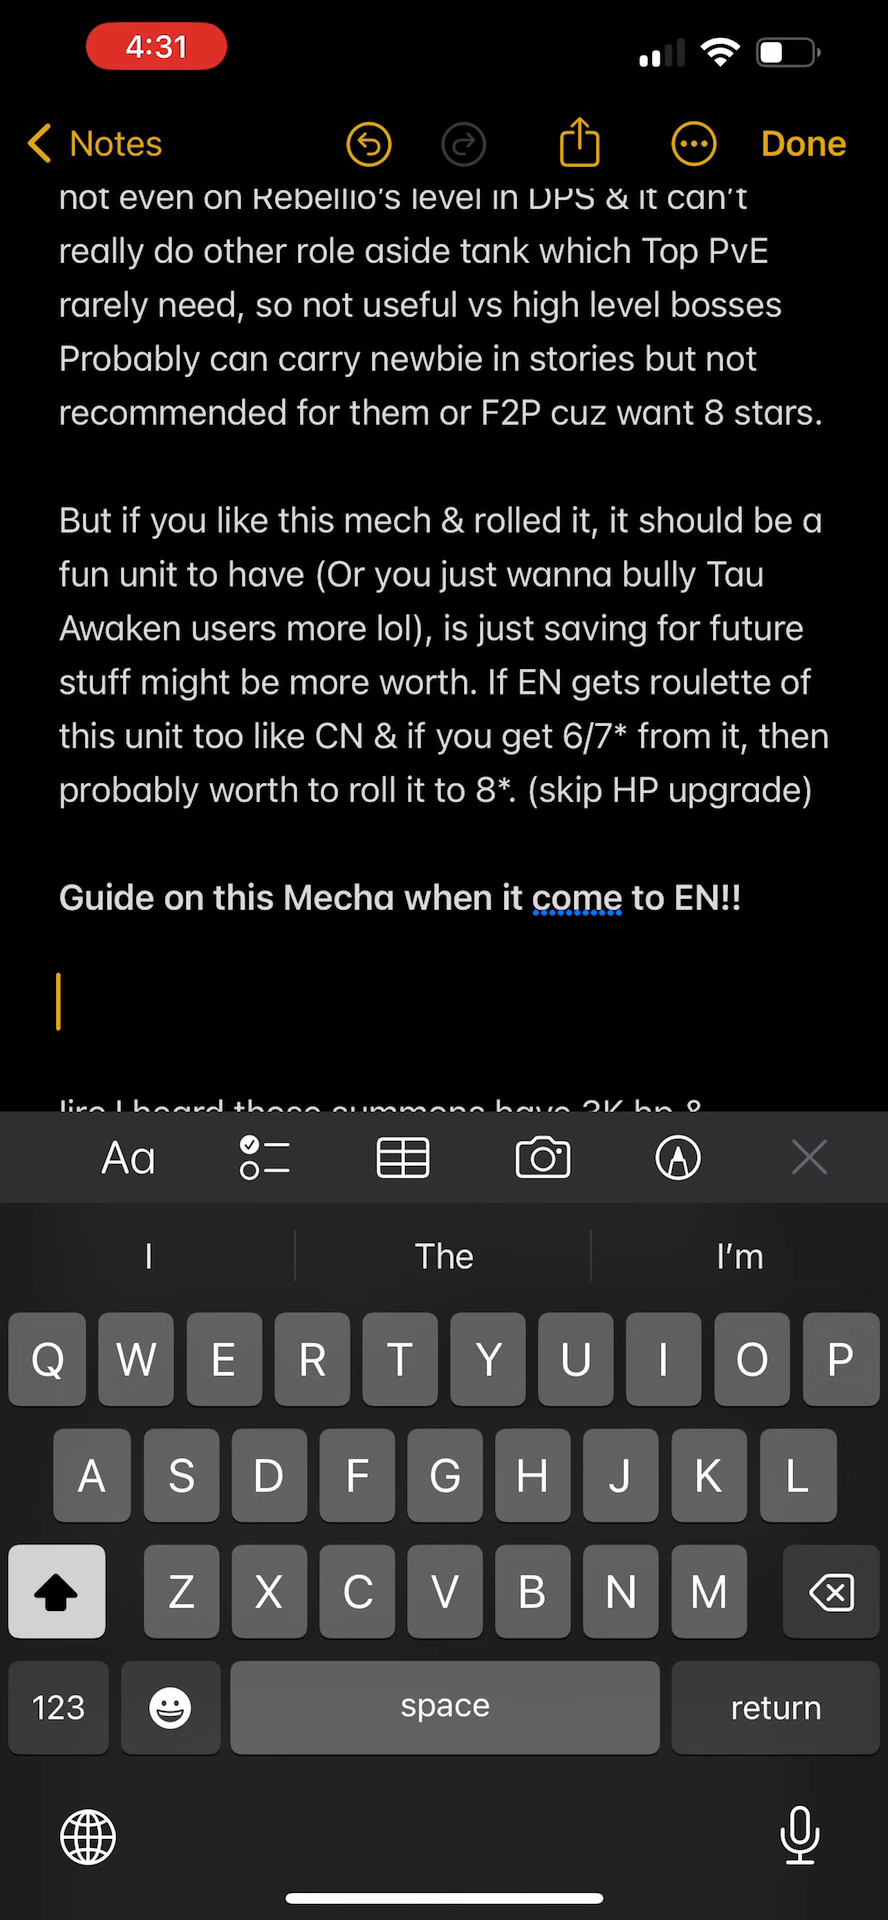 4:31
Notes
Done
not even on Rebellio's level in DPS & it can't
really do other role aside tank which Top PvE
rarely need, so not useful vs high level bosses
Probably can carry newbie in stories but not
recommended for them or F2P cuz want 8 stars.
But if you like this mech & rolled it, it should be a
fun unit to have (Or you just wanna bully Tau
Awaken users more lol), is just saving for future
stuff might be more worth. If EN gets roulette of
this unit too like CN & if you get 6/7* from it, then
probably worth to roll it to 8*. (skip HP upgrade)
Guide on this Mecha when it come to EN!!
I heard those summons have 3K hp &
Aa
I The I'm
Q W E R T Y U I O P
A S D F G H J K L
Z X C V B N M
123 space return